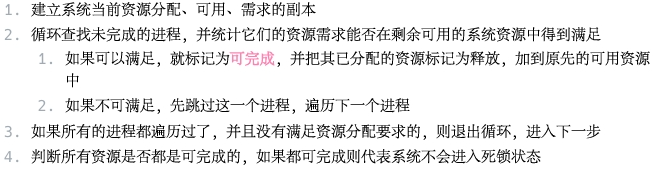 1. 建立系统当前资源分配、可用、需求的副本
2. 循环查找未完成的进程，并统计它们的资源需求能否在剩余可用的系统资源中得到满足
1. 如果可以满足，就标记为可完成，并把其已分配的资源标记为释放，加到原先的可用资源
中
2. 如果不可满足，先跳过这一个进程，遍历下一个进程
3. 如果所有的进程都遍历过了，并且没有满足资源分配要求的，则退出循环，进入下一步
4. 判断所有资源是否都是可完成的，如果都可完成则代表系统不会进入死锁状态